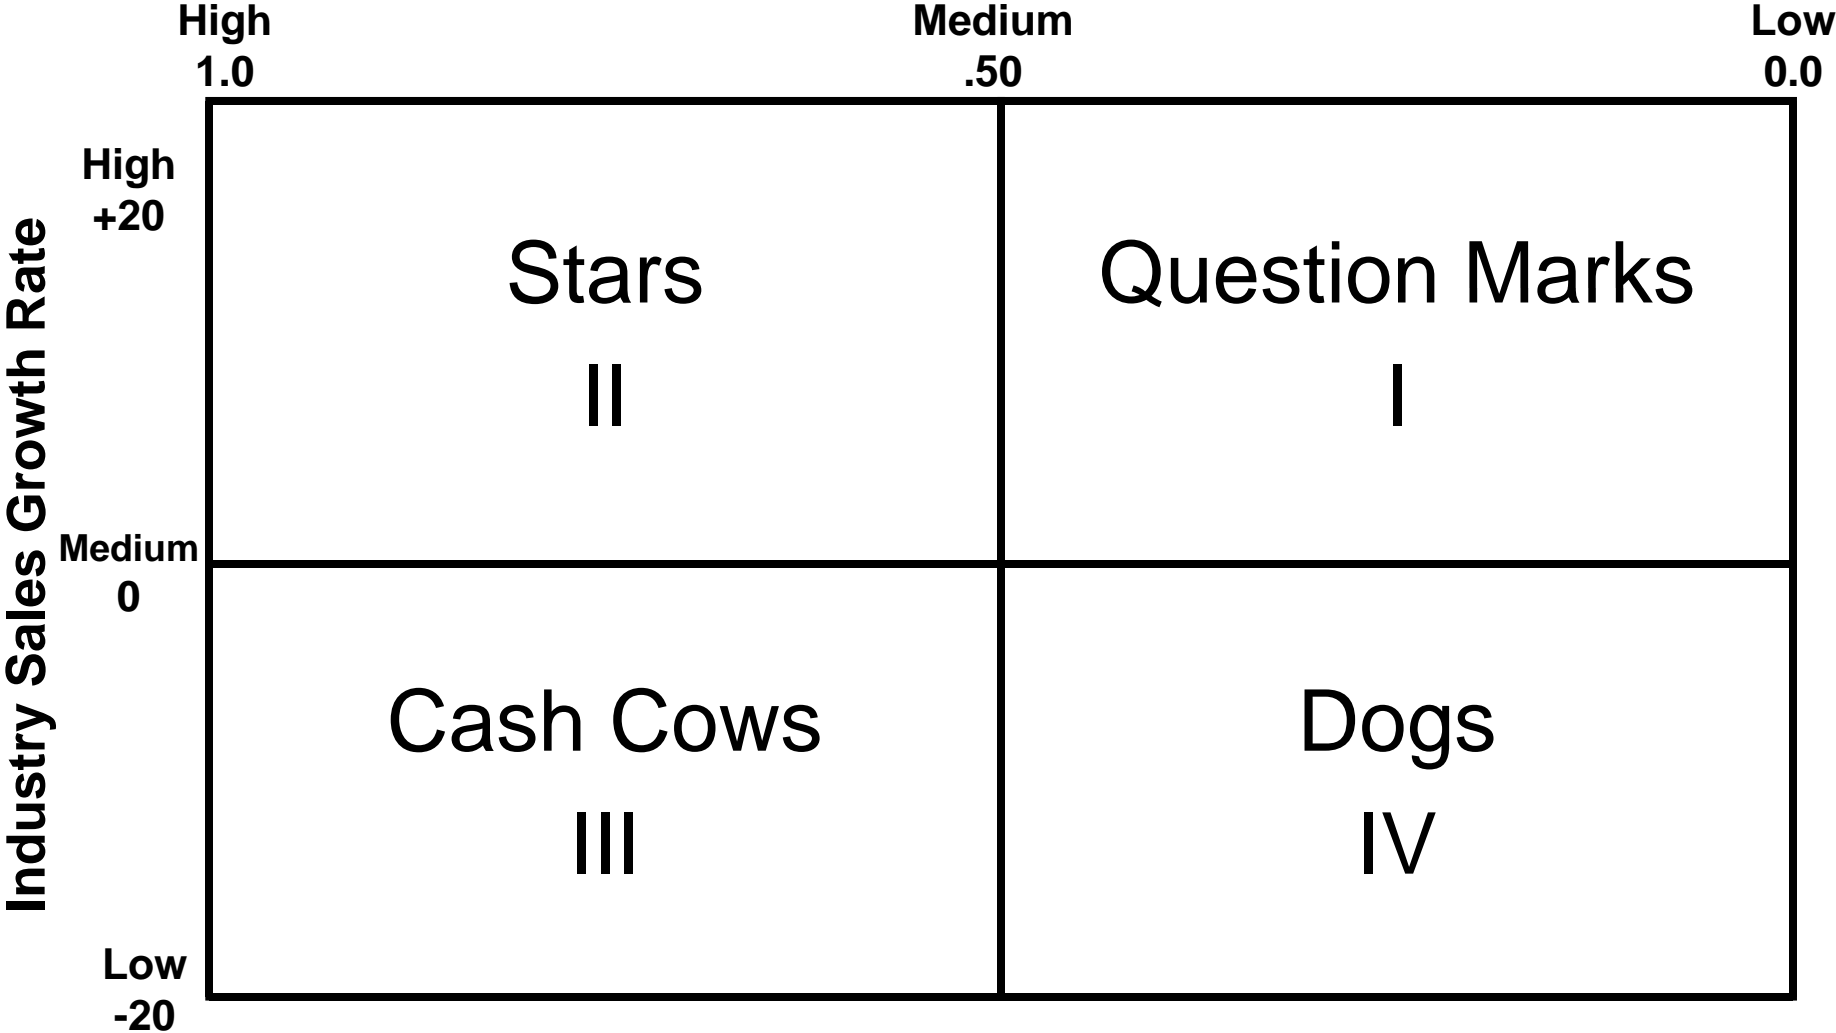 High Medium Low
1.0 .50 0.0
High
+20
Stars Question Marks
II I
Industry Sales Growth Rate
Medium
0
Cash Cows Dogs
III IV
Low
-20